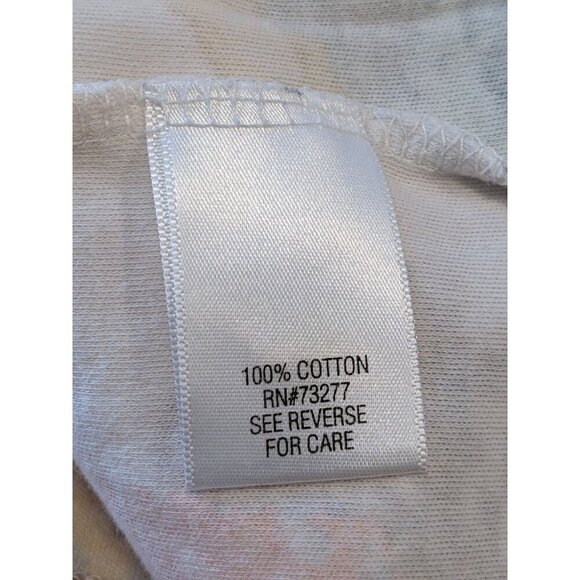 100% COTTON
RN#73277
SEE REVERSE
FOR CARE